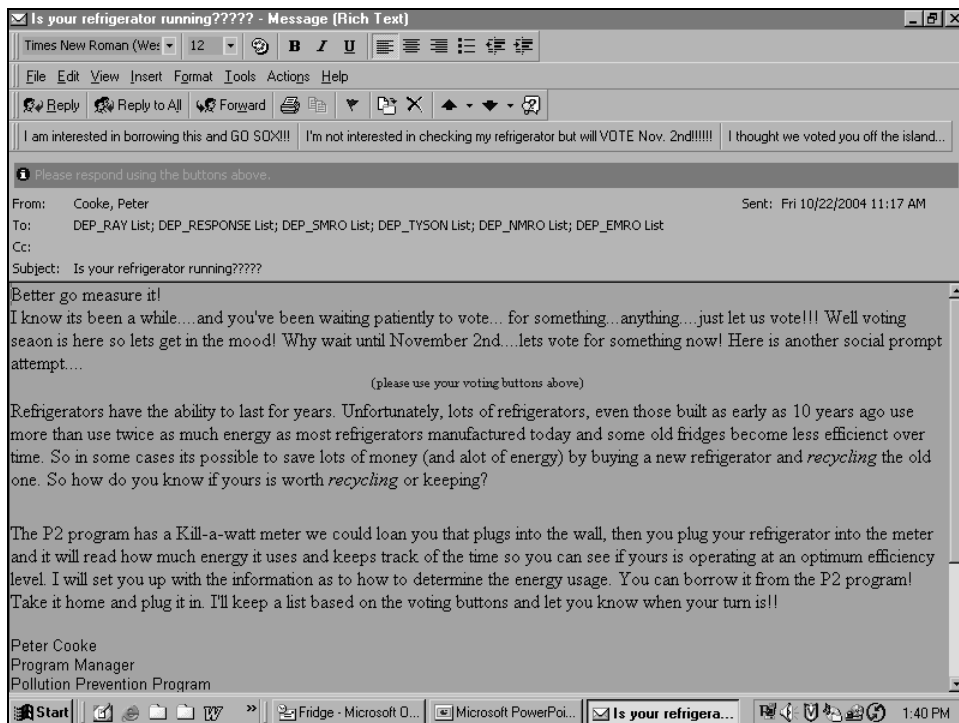 Is your refrigerator running????? - Message (Rich Text)
Times New Roman (Wes 12 B I U
File Edit View Insert Format Tools Actions Help
Reply Reply to All Forward
I am interested in borrowing this and GO SOX!!! I'm not interested in checking my refrigerator but will VOTE Nov. 2nd!!!!!! I thought we voted you off the island...
Please respond using the buttons above.
From: Cooke, Peter Sent: Fri 10/22/2004 11:17 AM
To: DEP_RAY List; DEP_RESPONSE List; DEP_SMRO List; DEP_TYSON List; DEP_NMRO List; DEP_EMRO List
Cc:
Subject: Is your refrigerator running?????
Better go measure it!
I know its been a while....and you've been waiting patiently to vote... for something...anything....just let us vote!!! Well voting
seaon is here so lets get in the mood! Why wait until November 2nd....lets vote for something now! Here is another social prompt
attempt....
(please use your voting buttons above)
Refrigerators have the ability to last for years. Unfortunately, lots of refrigerators, even those built as early as 10 years ago use
more than use twice as much energy as most refrigerators manufactured today and some old fridges become less efficienct over
time. So in some cases its possible to save lots of money (and alot of energy) by buying a new refrigerator and recycling the old
one. So how do you know if yours is worth recycling or keeping?
The P2 program has a Kill-a-watt meter we could loan you that plugs into the wall, then you plug your refrigerator into the meter
and it will read how much energy it uses and keeps track of the time so you can see if yours is operating at an optimum efficiency
level. I will set you up with the information as to how to determine the energy usage. You can borrow it from the P2 program!
Take it home and plug it in. I'll keep a list based on the voting buttons and let you know when your turn is!!
Peter Cooke
Program Manager
Pollution Prevention Program
Start » Fridge - Microsoft O... Microsoft PowerPoi... Is your refrigera... 1:40 PM